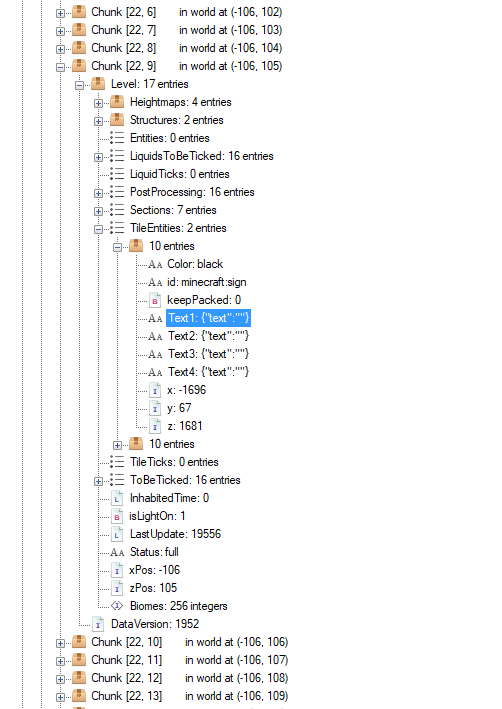 Chunk [22, 6] in world at (-106, 102)
Chunk [22, 7] in world at (-106, 103)
Chunk [22, 8] in world at (-106, 104)
Chunk [22, 9] in world at (-106, 105)
Level: 17 entries
Heightmaps: 4 entries
Structures: 2 entries
Entities: 0 entries
LiquidsToBeTicked: 16 entries
LiquidTicks: 0 entries
PostProcessing: 16 entries
Sections: 7 entries
TileEntities: 2 entries
10 entries
Color: black
id: minecraft:sign
keepPacked: 0
Text1: {"text":""}
Text2: {"text":""}
Text3: {"text":""}
Text4: {"text":""}
x: -1696
y: 67
z: 1681
10 entries
TileTicks: 0 entries
ToBeTicked: 16 entries
InhabitedTime: 0
isLightOn: 1
LastUpdate: 19556
Status: full
xPos: -106
zPos: 105
Biomes: 256 integers
DataVersion: 1952
Chunk [22, 10] in world at (-106, 106)
Chunk [22, 11] in world at (-106, 107)
Chunk [22, 12] in world at (-106, 108)
Chunk [22, 13] in world at (-106, 109)